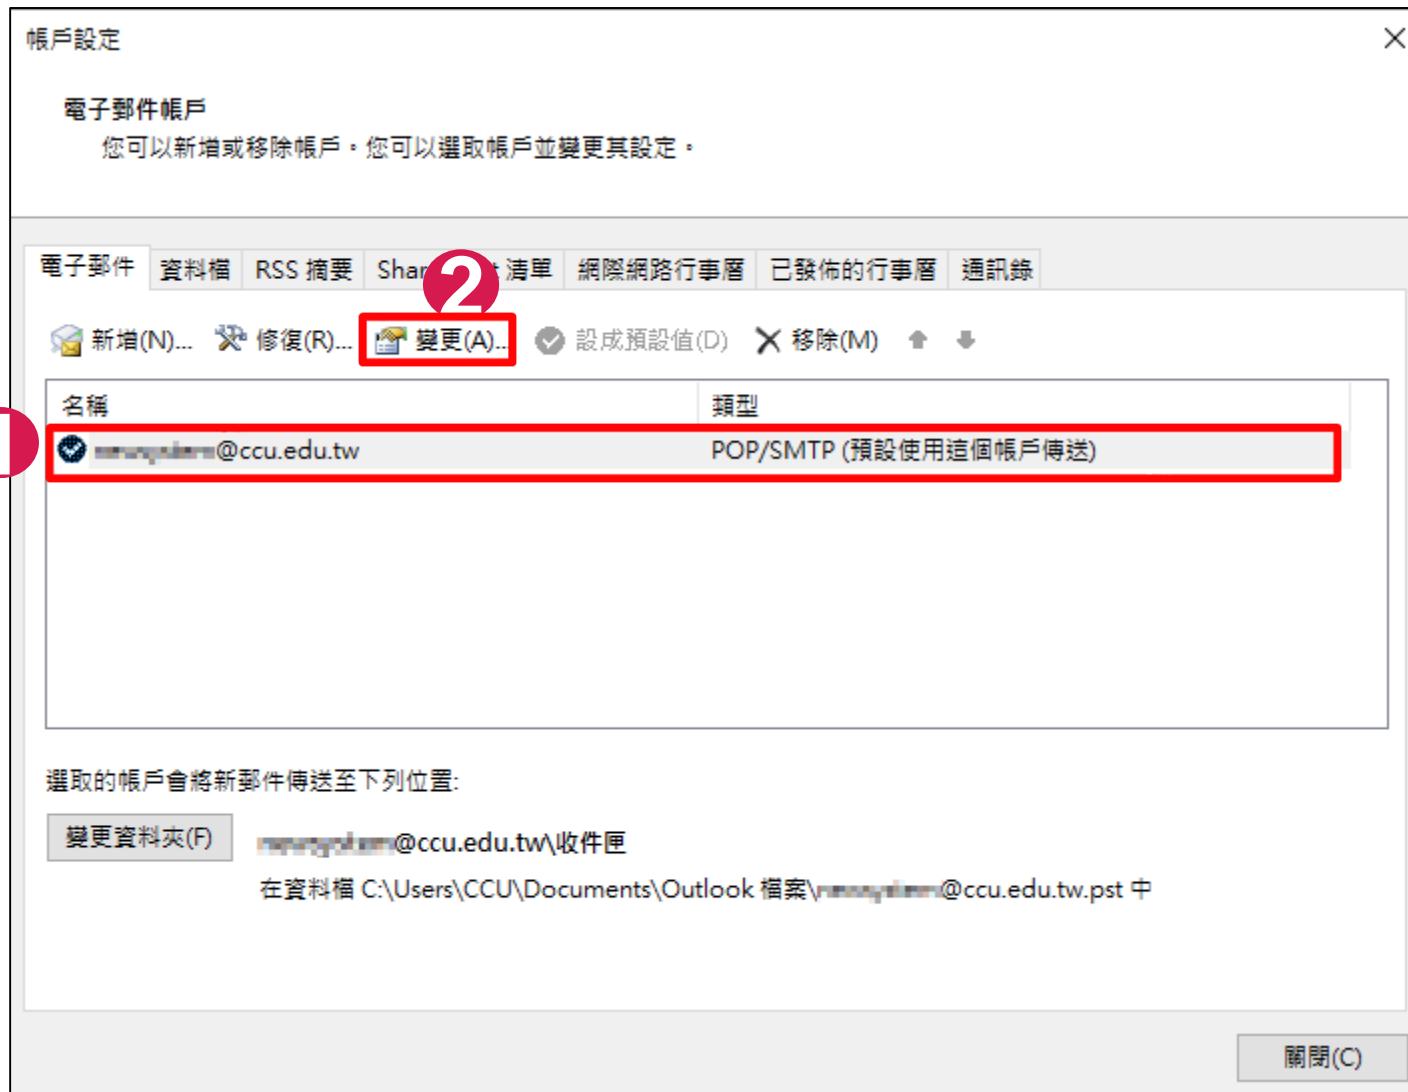 帳戶設定
電子郵件帳戶
您可以新增或移除帳戶。您可以選取帳戶並變更其設定。
電子郵件 資料檔 RSS 摘要 Shar t 清單 網際網路行事曆 已發佈的行事曆 通訊錄
2
新增(N)... 修復(R)... 變更(A)... 設成預設值(D) 移除(M)
名稱 類型
@ccu.edu.tw POP/SMTP (預設使用這個帳戶傳送)
選取的帳戶會將新郵件傳送至下列位置:
變更資料夾(F) @ccu.edu.tw\收件匣
在資料檔 C:\Users\CCU\Documents\Outlook 檔案\ @ccu.edu.tw.pst 中
關閉(C)